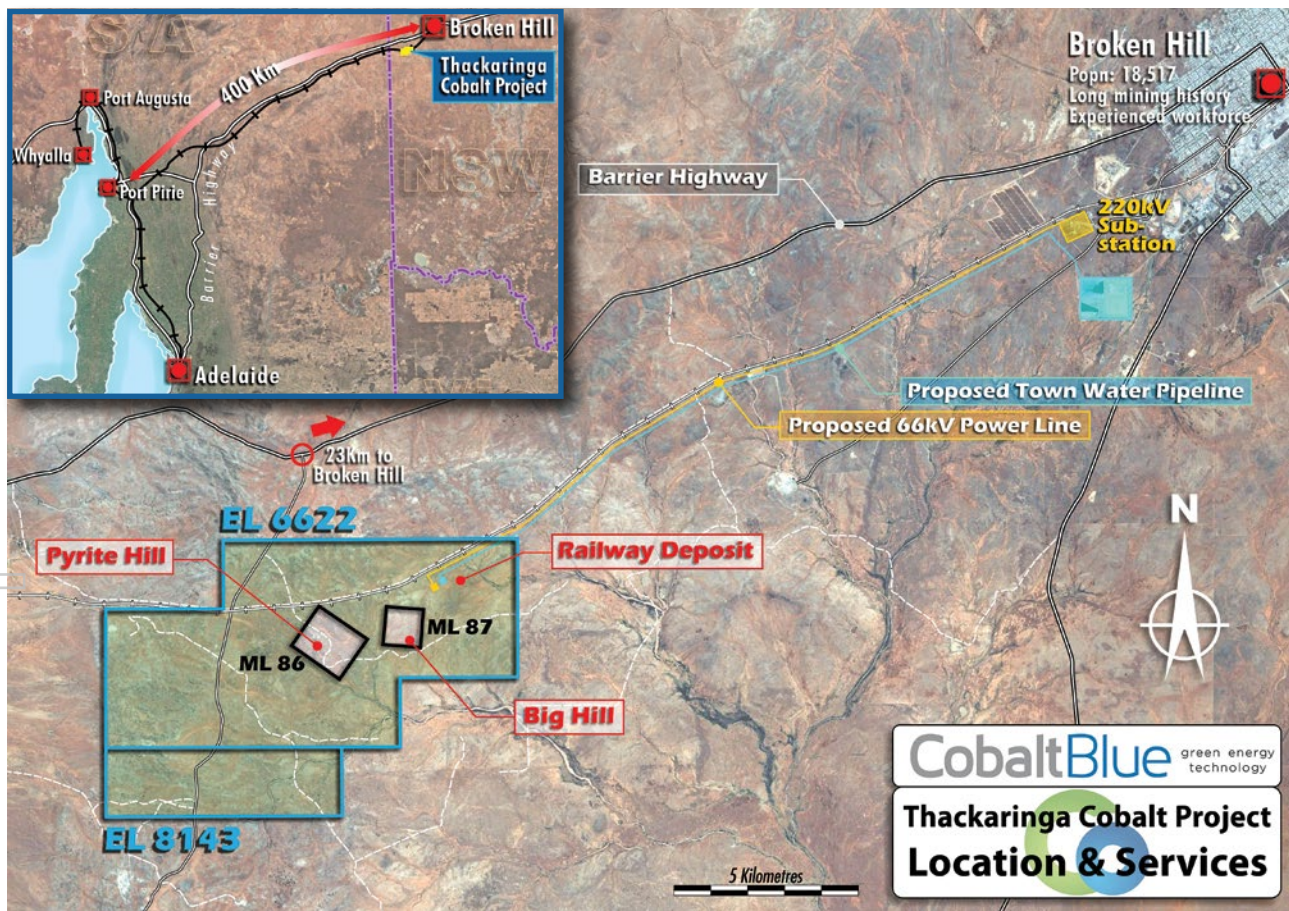 SA
Broken Hill
Thackaringa
Cobalt Project
400 Km
Port Augusta
Whyalla
Port Pirie
Barrier Highway
NSW
Adelaide
Broken Hill
Popn: 18,517
Long mining history
Experienced workforce
Barrier Highway
220kV
Sub-
station
Proposed Town Water Pipeline
Proposed 66kV Power Line
23Km to
Broken Hill
EL 6622
Pyrite Hill
Railway Deposit
ML 87
ML 86
Big Hill
EL 8143
N
CobaltBlue
green energy
technology
Thackaringa Cobalt Project
Location & Services
5 Kilometres